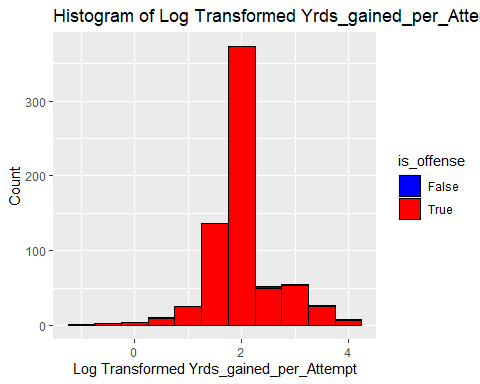 Histogram of Log Transformed Yrds_gained_per_Atte
300
200
100
0
Count
0 2 4
Log Transformed Yrds_gained_per_Attempt
is_offense
False
True